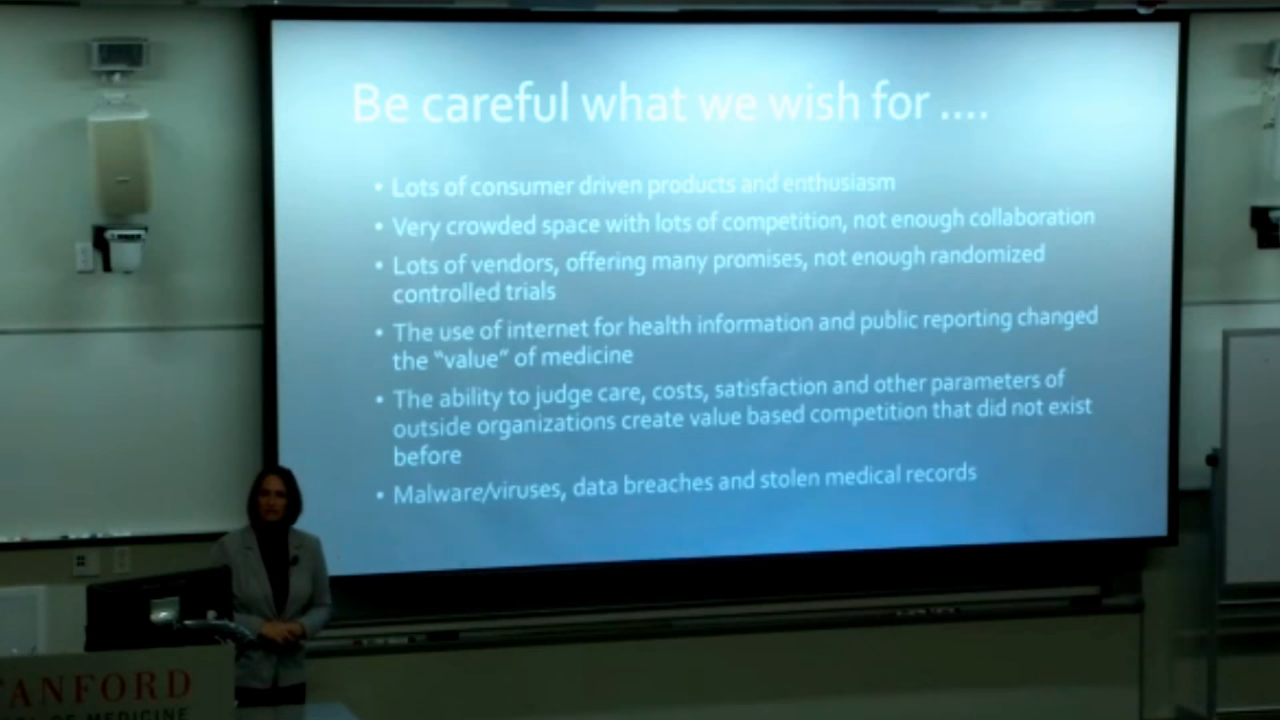 Be careful what we wish for ....
• Lots of consumer driven products and enthusiasm
• Very crowded space with lots of competition, not enough collaboration
• Lots of vendors, offering many promises, not enough randomized
controlled trials
• The use of internet for health information and public reporting changed
the “value” of medicine
• The ability to judge care, costs, satisfaction and other parameters of
outside organizations create value based competition that did not exist
before
• Malware/viruses, data breaches and stolen medical records
TANFORD
OF MEDICINE